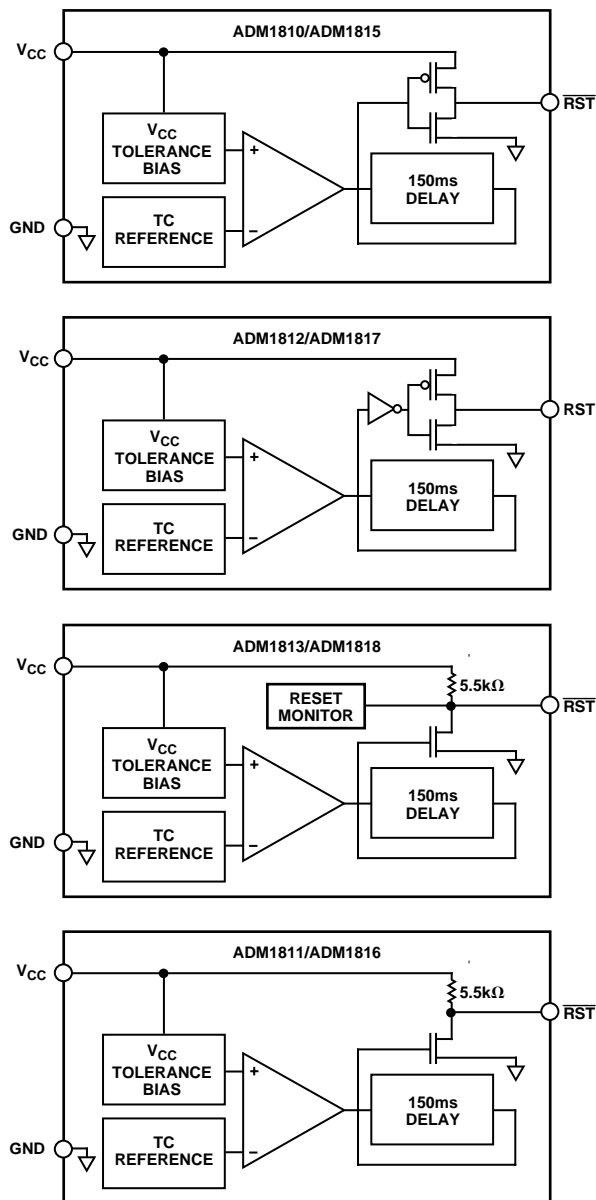 ADM1810/ADM1815
VCC
RST
VCC
TOLERANCE
BIAS
+
150ms
DELAY
GND
TC
REFERENCE
–
ADM1812/ADM1817
VCC
RST
VCC
TOLERANCE
BIAS
+
150ms
DELAY
GND
TC
REFERENCE
–
ADM1813/ADM1818
VCC
5.5kΩ
RESET
MONITOR
RST
VCC
TOLERANCE
BIAS
+
150ms
DELAY
GND
TC
REFERENCE
–
ADM1811/ADM1816
VCC
5.5kΩ
RST
VCC
TOLERANCE
BIAS
+
150ms
DELAY
GND
TC
REFERENCE
–